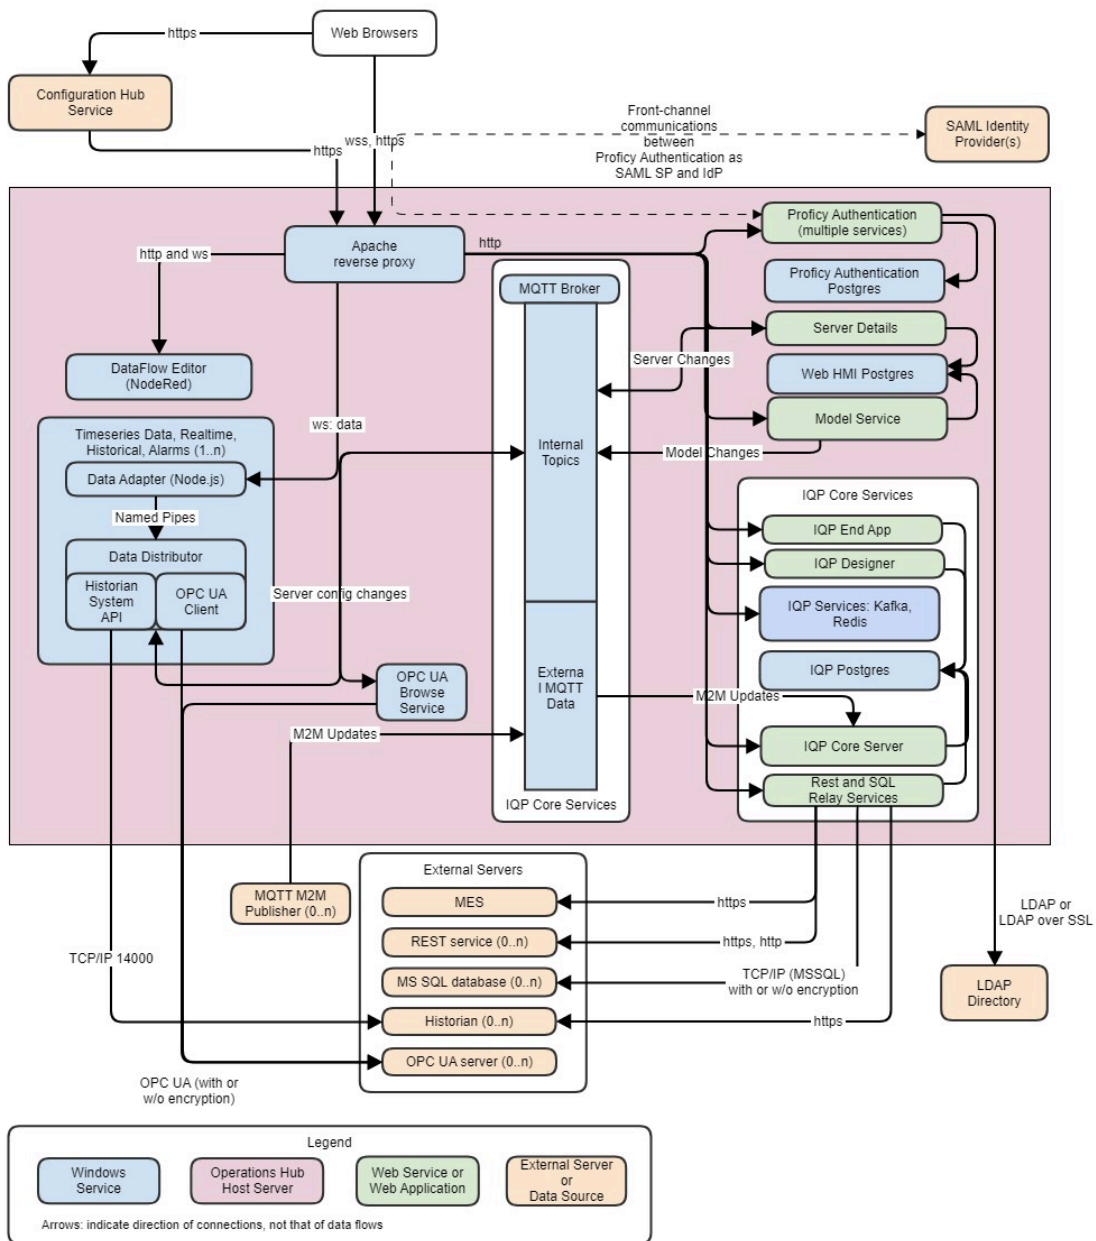 https
Web Browsers
Configuration Hub
Service
Front-channel
communications
between
Proficy Authentication as
SAML SP and IdP
SAML Identity
Provider(s)
https
wss, https
Proficy Authentication
(multiple services)
Apache
reverse proxy
http
http and ws
Proficy Authentication
Postgres
MQTT Broker
Server Details
Server Changes
DataFlow Editor
(NodeRed)
Web HMI Postgres
Model Service
ws: data
Timeseries Data, Realtime,
Historical, Alarms (1..n)
Internal
Topics
Model Changes
Data Adapter (Node.js)
IQP Core Services
Named Pipes
IQP End App
Data Distributor
IQP Designer
Historian
System
API
OPC UA
Client
Server config changes
IQP Services: Kafka,
Redis
IQP Postgres
OPC UA
Browse
Service
Externa
l MQTT
Data
M2M Updates
M2M Updates
IQP Core Server
Rest and SQL
Relay Services
IQP Core Services
External Servers
MQTT M2M
Publisher (0..n)
MES
https
LDAP or
LDAP over SSL
REST service (0..n)
https, http
TCP/IP 14000
MS SQL database (0..n)
TCP/IP (MSSQL)
with or w/o encryption
LDAP
Directory
Historian (0..n)
https
OPC UA server (0..n)
OPC UA (with or
w/o encryption)
Legend
Windows
Service
Operations Hub
Host Server
Web Service or
Web Application
External Server
or
Data Source
Arrows: indicate direction of connections, not that of data flows